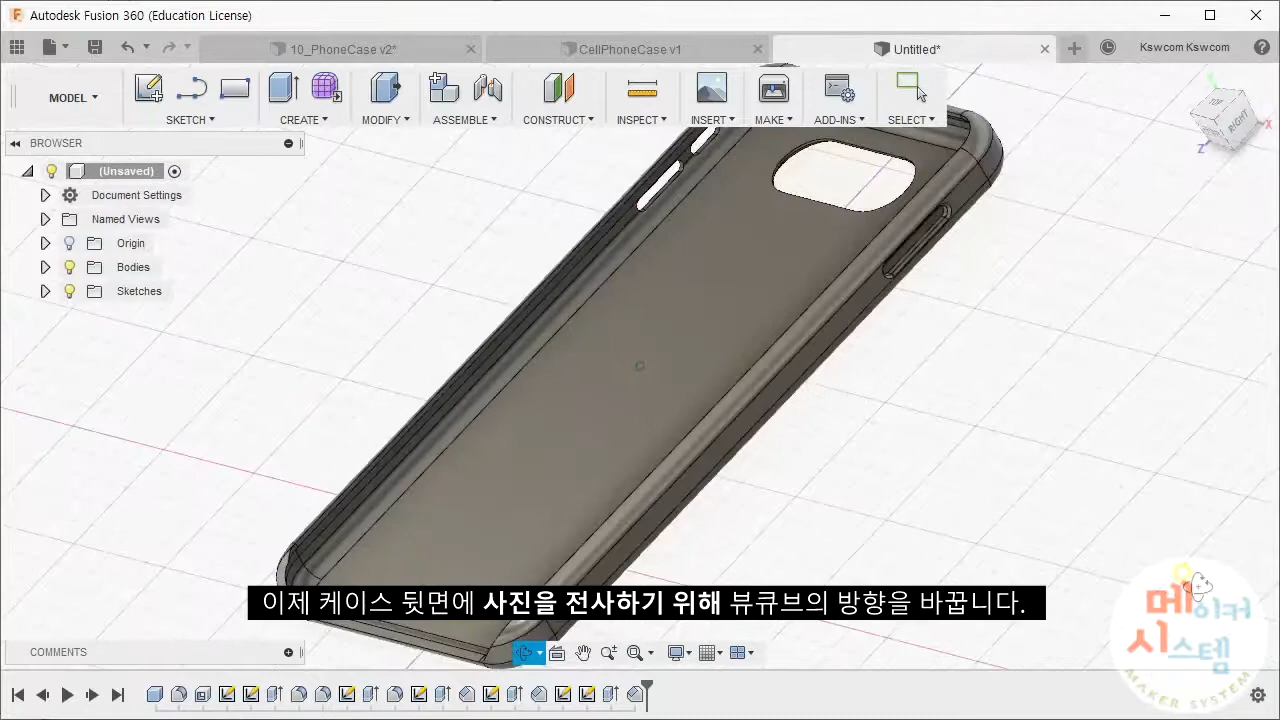 Autodesk Fusion 360 (Education License)
10_PhoneCase v2*
CellPhoneCase v1
Untitled*
Kswcom Kswcom
MODEL
SKETCH
CREATE
MODIFY
ASSEMBLE
CONSTRUCT
INSPECT
INSERT
MAKE
ADD-INS
SELECT
RIGHT
X
Z
BROWSER
(Unsaved)
Document Settings
Named Views
Origin
Bodies
Sketches
이제 케이스 뒷면에 사진을 전사하기 위해 뷰큐브의 방향을 바꿉니다.
메이커
시스템
MAKER SYSTEM
COMMENTS